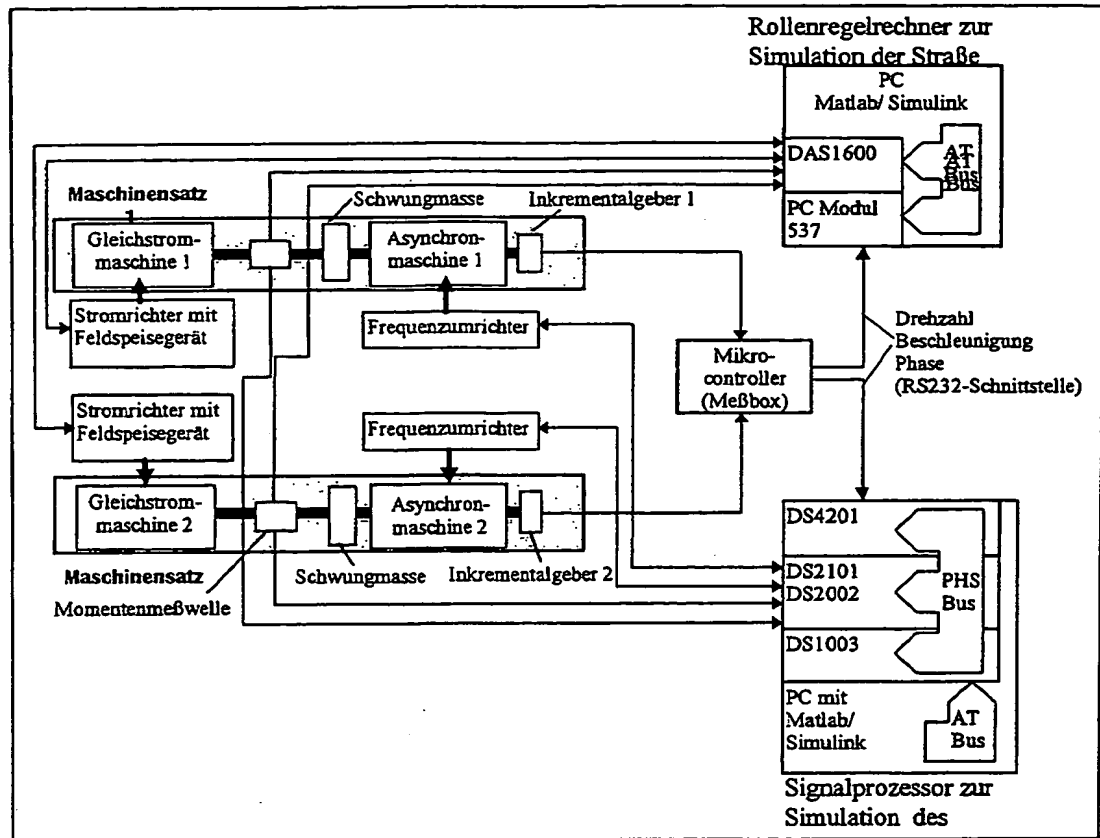 Rollenregelrechner zur
Simulation der Straße
PC
Matlab/ Simulink
DAS1600
AT
Bus
AT
Bus
PC Modul
537
Maschinensatz
1
Schwungmasse
Inkrementalgeber 1
Gleichstrom-
maschine 1
Asynchron-
maschine 1
Stromrichter mit
Feldspeisegerät
Frequenzumrichter
Mikro-
controller
(Meßbox)
Drehzahl
Beschleunigung
Phase
(RS232-Schnittstelle)
Stromrichter mit
Feldspeisegerät
Frequenzumrichter
Gleichstrom-
maschine 2
Asynchron-
maschine 2
Maschinensatz
Schwungmasse
Inkrementalgeber 2
Momentenmeßwelle
DS4201
DS2101
DS2002
PHS
Bus
DS1003
PC mit
Matlab/
Simulink
AT
Bus
Signalprozessor zur
Simulation des